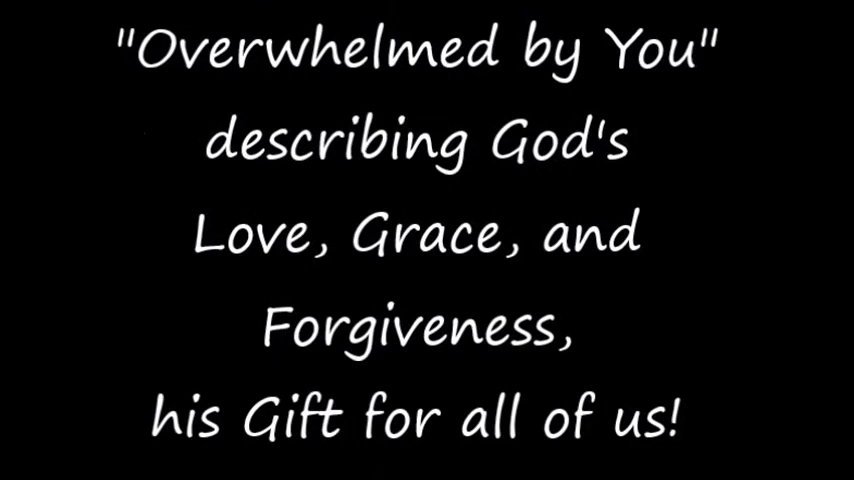 "Overwhelmed by You"
describing God's
Love, Grace, and
Forgiveness,
his Gift for all of us!